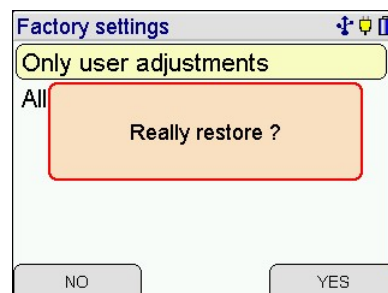 Factory settings
Only user adjustments
All
Really restore ?
NO
YES